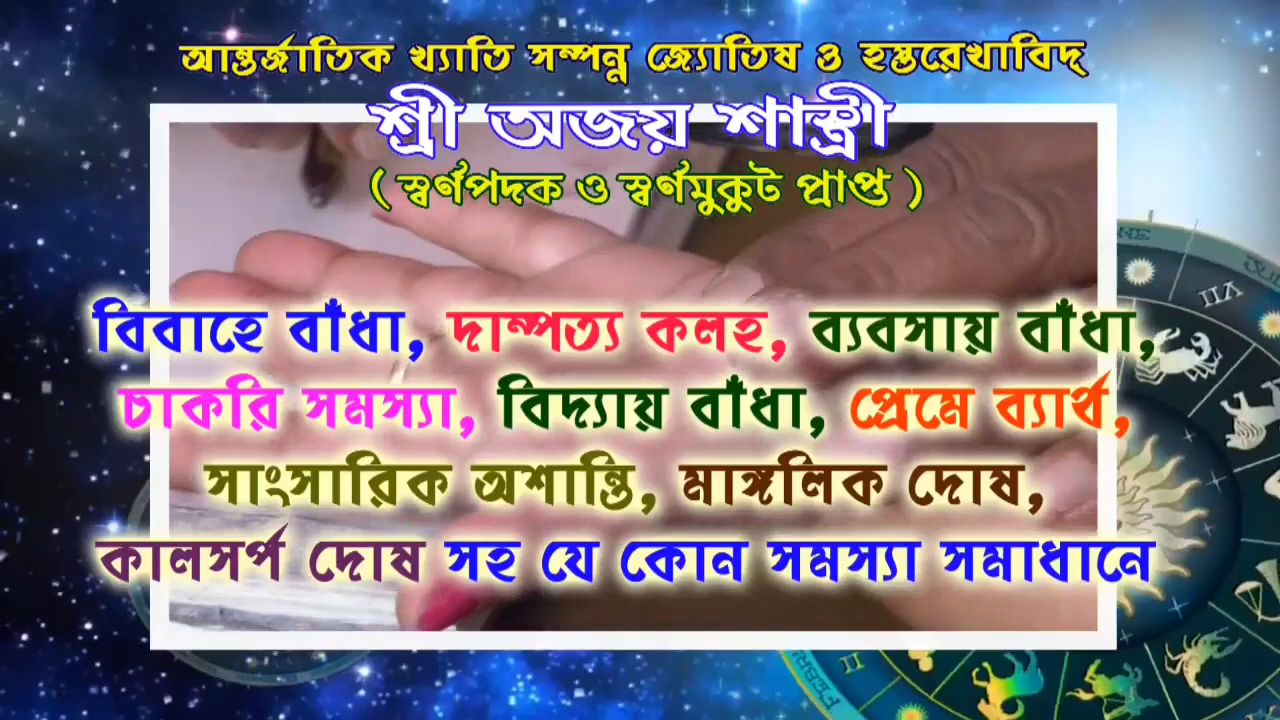 আন্তর্জাতিক খ্যাতি সম্পন্ন জ্যোতিষ ও হস্তরেখাবিদ্
শ্রী অজয় শাস্ত্রী
( স্বর্ণপদক ও স্বর্ণমুকুট প্রাপ্ত )
বিবাহে বাঁধা, দাম্পত্য কলহ, ব্যবসায় বাঁধা,
চাকরি সমস্যা, বিদ্যায় বাঁধা, প্রেমে ব্যার্থ,
সাংসারিক অশান্তি, মাঙ্গলিক দোষ,
কালসর্প দোষ সহ যে কোন সমস্যা সমাধানে